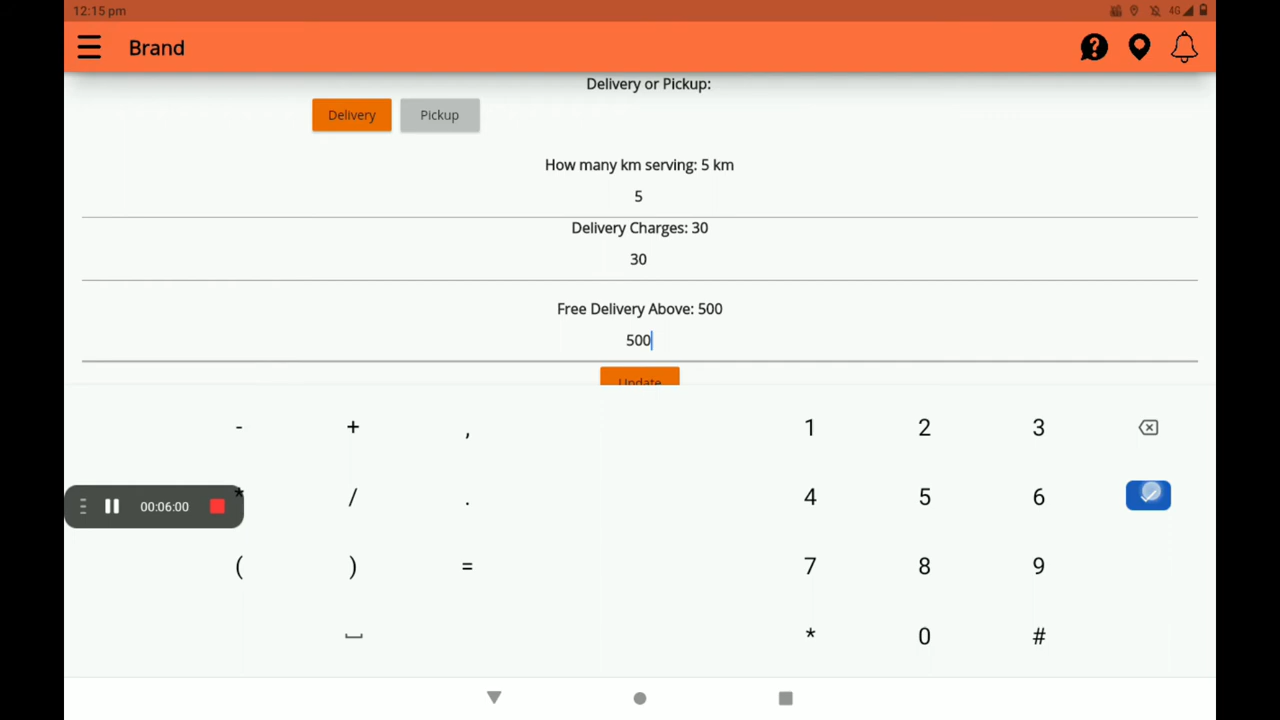 12:15 pm
4G
Brand
Delivery or Pickup:
Delivery
Pickup
How many km serving: 5 km
5
Delivery Charges: 30
30
Free Delivery Above: 500
500
Update
- + , 1 2 3
* / . 4 5 6
00:06:00
( ) = 7 8 9
* 0 #